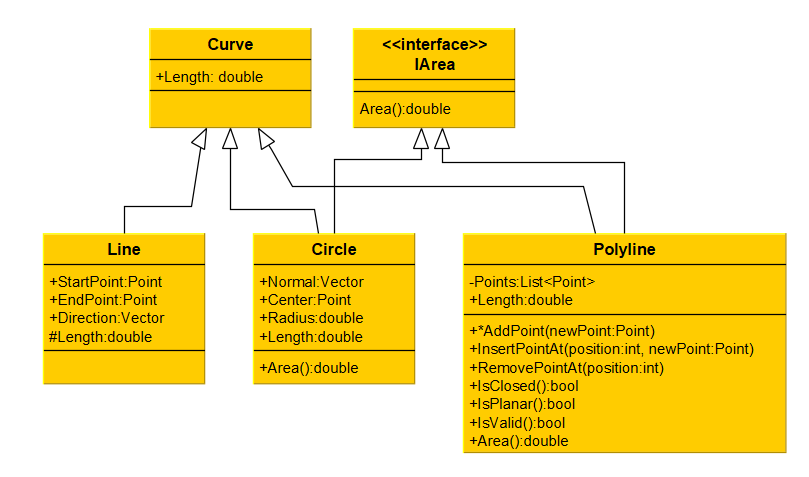 Curve
+Length: double
<<interface>>
IArea
Area():double
Line
+StartPoint:Point
+EndPoint:Point
+Direction:Vector
#Length:double
Circle
+Normal:Vector
+Center:Point
+Radius:double
+Length:double
+Area():double
Polyline
-Points:List<Point>
+Length:double
+*AddPoint(newPoint:Point)
+InsertPointAt(position:int, newPoint:Point)
+RemovePointAt(position:int)
+IsClosed():bool
+IsPlanar():bool
+IsValid():bool
+Area():double